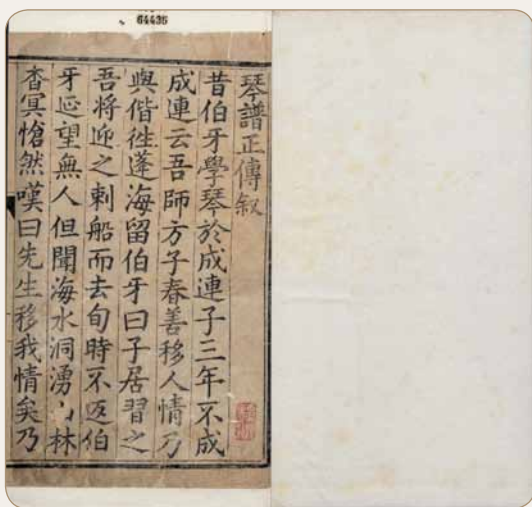 64436
琴譜正傳叙
昔伯牙學琴於成連子三年不成
成連云吾師方子春善移人情乃
與偕徃蓬海留伯牙曰子居習之
吾將迎之刺船而去旬時不返伯
牙延望無人但聞海水洞湧山林
杳冥愴然嘆曰先生移我情矣乃